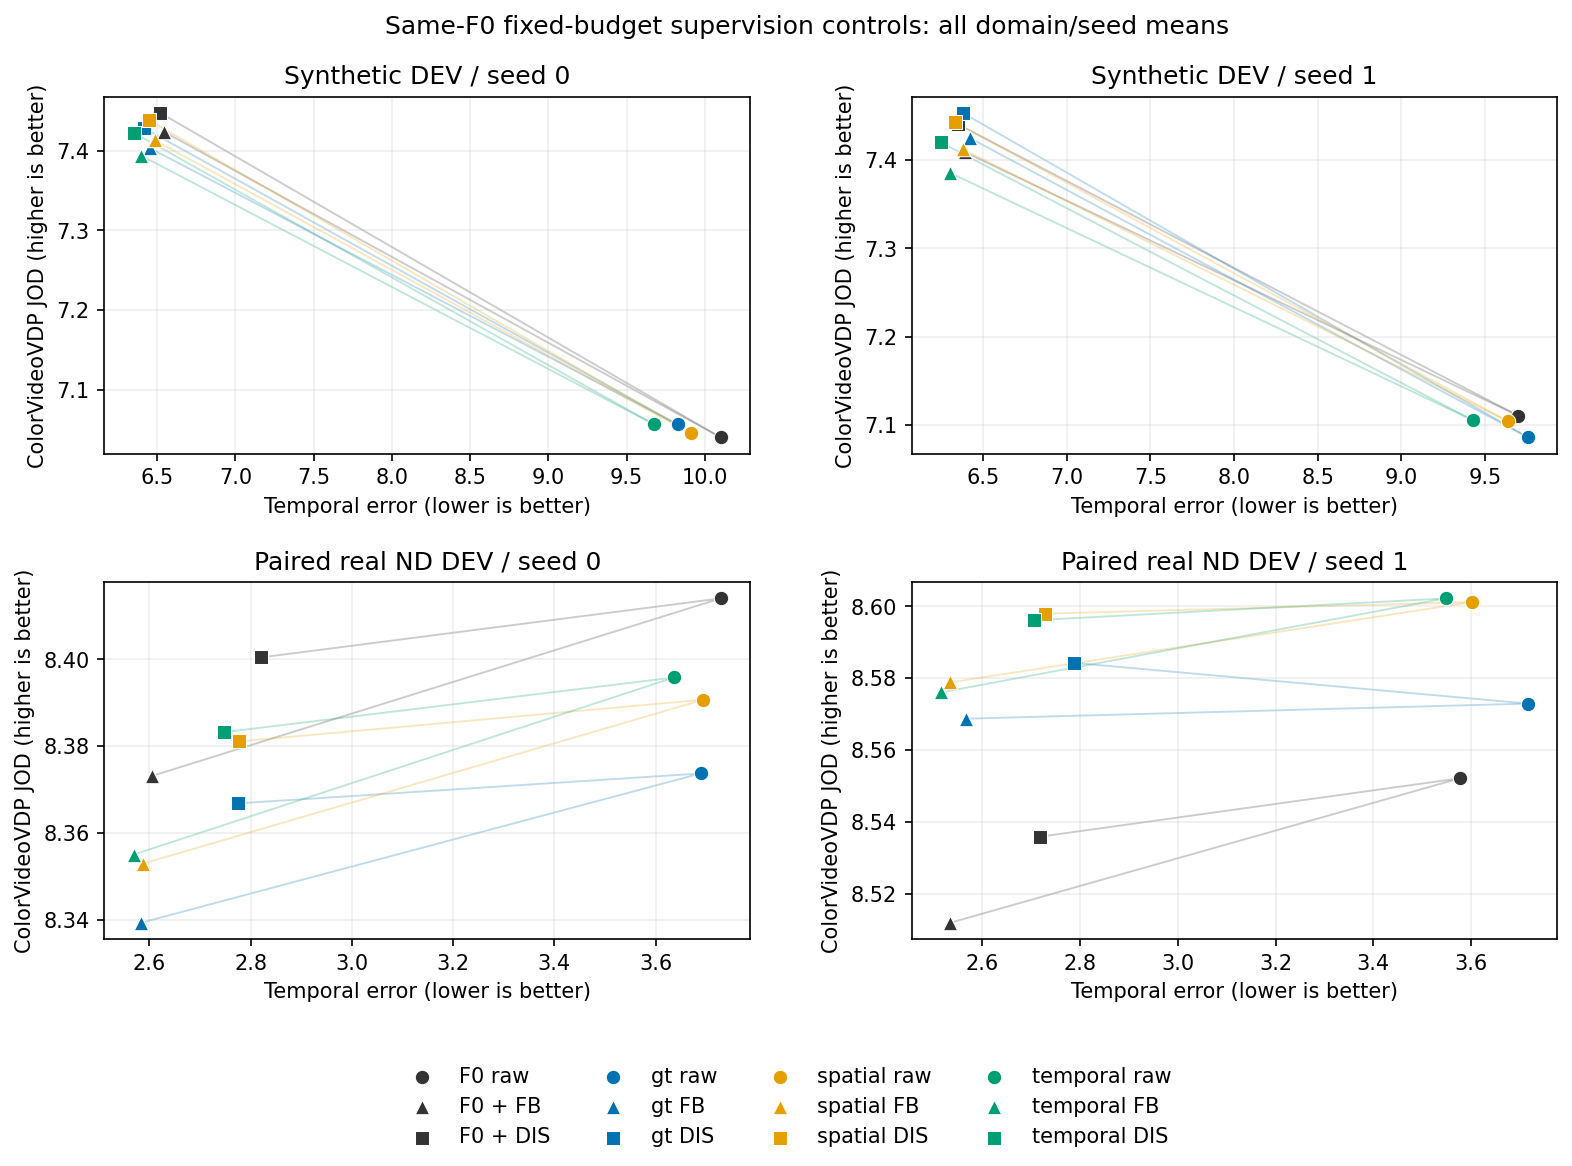 Same-F0 fixed-budget supervision controls: all domain/seed means
Synthetic DEV / seed 0
ColorVideoVDP JOD (higher is better)
7.4
7.3
7.2
7.1
6.5 7.0 7.5 8.0 8.5 9.0 9.5 10.0
Temporal error (lower is better)
Synthetic DEV / seed 1
ColorVideoVDP JOD (higher is better)
7.4
7.3
7.2
7.1
6.5 7.0 7.5 8.0 8.5 9.0 9.5
Temporal error (lower is better)
Paired real ND DEV / seed 0
ColorVideoVDP JOD (higher is better)
8.40
8.38
8.36
8.34
2.6 2.8 3.0 3.2 3.4 3.6
Temporal error (lower is better)
Paired real ND DEV / seed 1
ColorVideoVDP JOD (higher is better)
8.60
8.58
8.56
8.54
8.52
2.6 2.8 3.0 3.2 3.4 3.6
Temporal error (lower is better)
F0 raw gt raw spatial raw temporal raw
F0 + FB gt FB spatial FB temporal FB
F0 + DIS gt DIS spatial DIS temporal DIS